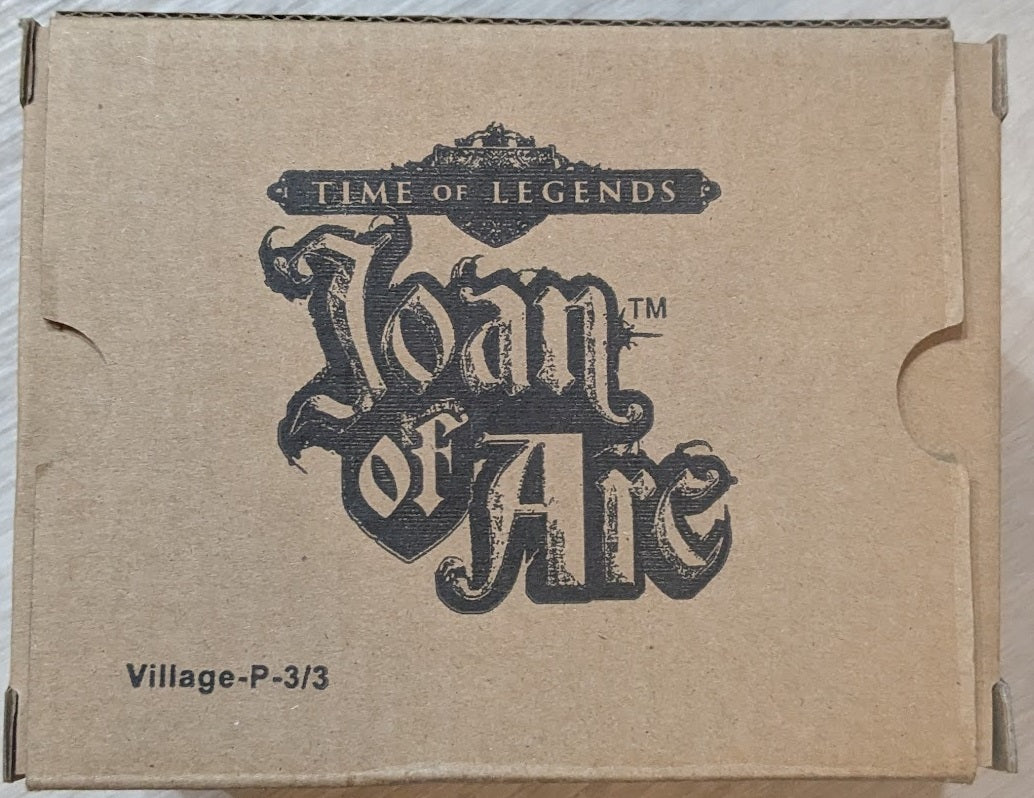 TIME OF LEGENDS
Joan
TM
of Arc
Village-P-3/3